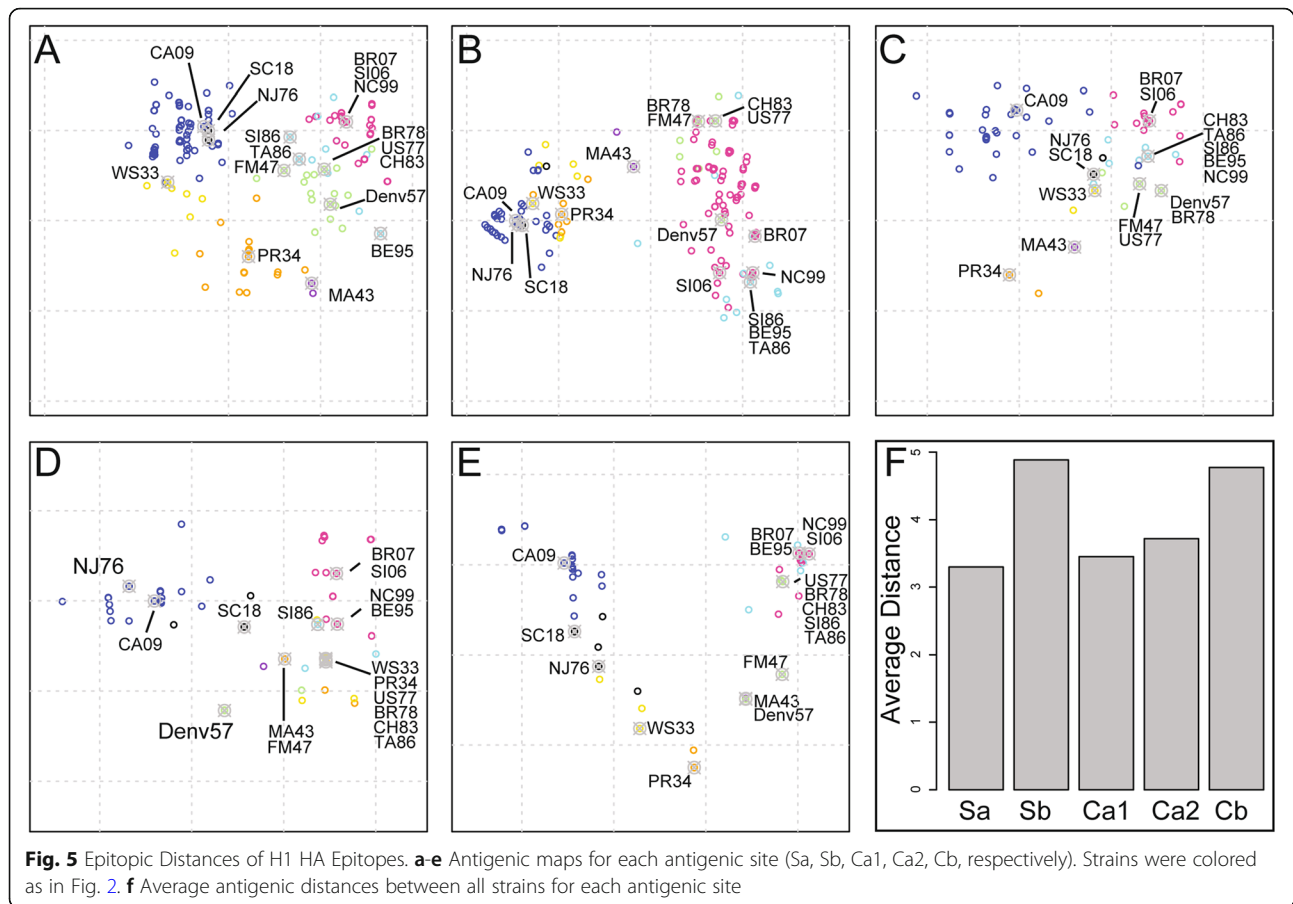 A
CA09
SC18
NJ76
BR07
SI06
NC99
SI86
TA86
FM47
BR78
US77
CH83
WS33
Denv57
BE95
PR34
MA43
B
BR78
FM47
CH83
US77
MA43
CA09
WS33
PR34
Denv57
BR07
NJ76
SC18
SI06
NC99
SI86
BE95
TA86
C
CA09
BR07
SI06
CH83
TA86
SI86
BE95
NC99
NJ76
SC18
WS33
Denv57
BR78
FM47
US77
MA43
PR34
D
NJ76
CA09
SC18
SI86
BR07
SI06
NC99
BE95
WS33
PR34
US77
BR78
CH83
TA86
Denv57
MA43
FM47
E
CA09
SC18
NJ76
WS33
PR34
BR07
BE95
NC99
SI06
US77
BR78
CH83
SI86
TA86
FM47
MA43
Denv57
F
Average Distance
5
4
3
2
1
0
Sa Sb Ca1 Ca2 Cb
Fig. 5 Epitopic Distances of H1 HA Epitopes. a-e Antigenic maps for each antigenic site (Sa, Sb, Ca1, Ca2, Cb, respectively). Strains were colored
as in Fig. 2. f Average antigenic distances between all strains for each antigenic site